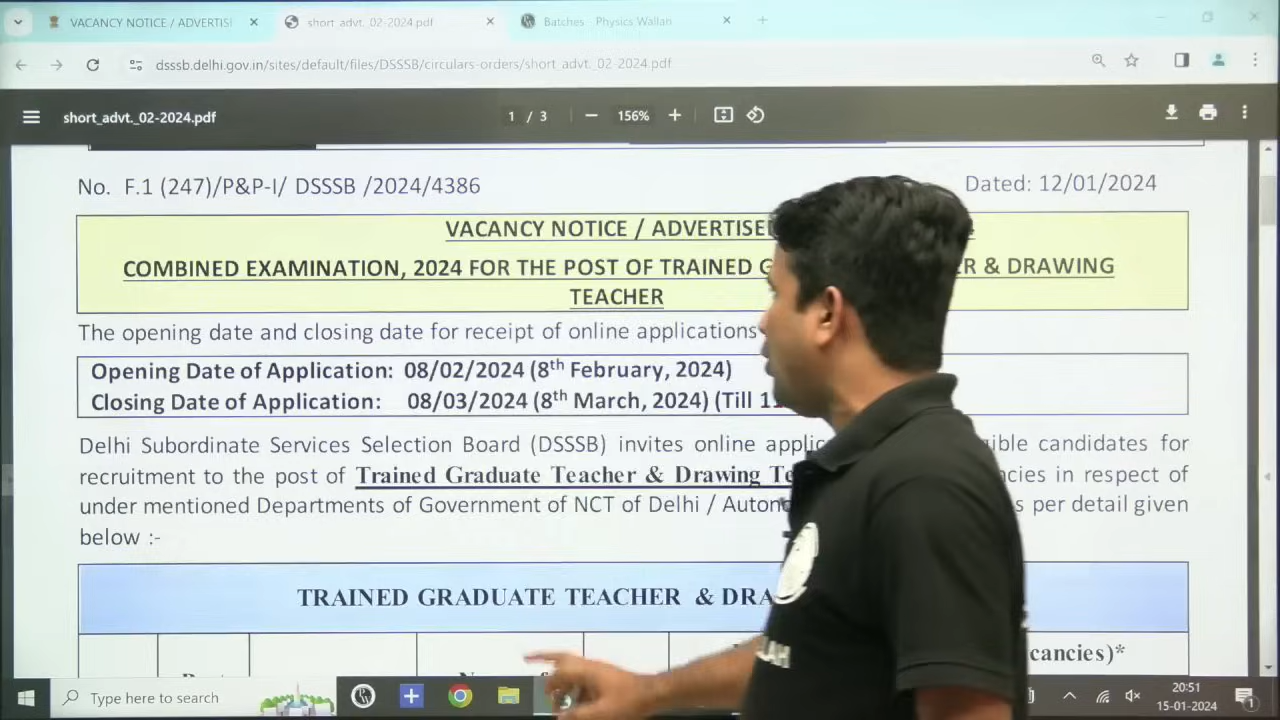 VACANCY NOTICE / ADVERTISI
short_advt._02-2024.pdf
Batches - Physics Wallah
dsssb.delhi.gov.in/sites/default/files/DSSSB/circulars-orders/short_advt._02-2024.pdf
short_advt._02-2024.pdf
1 / 3
156%
No. F.1 (247)/P&P-I/ DSSSB /2024/4386
Dated: 12/01/2024
VACANCY NOTICE / ADVERTISE
COMBINED EXAMINATION, 2024 FOR THE POST OF TRAINED G R & DRAWING
TEACHER
The opening date and closing date for receipt of online applications
Opening Date of Application: 08/02/2024 (8th February, 2024)
Closing Date of Application: 08/03/2024 (8th March, 2024) (Till 11
Delhi Subordinate Services Selection Board (DSSSB) invites online applic gible candidates for
recruitment to the post of Trained Graduate Teacher & Drawing Te ncies in respect of
under mentioned Departments of Government of NCT of Delhi / Auton s per detail given
below :-
TRAINED GRADUATE TEACHER & DRA
cancies)*
Type here to search
20:51
15-01-2024
1